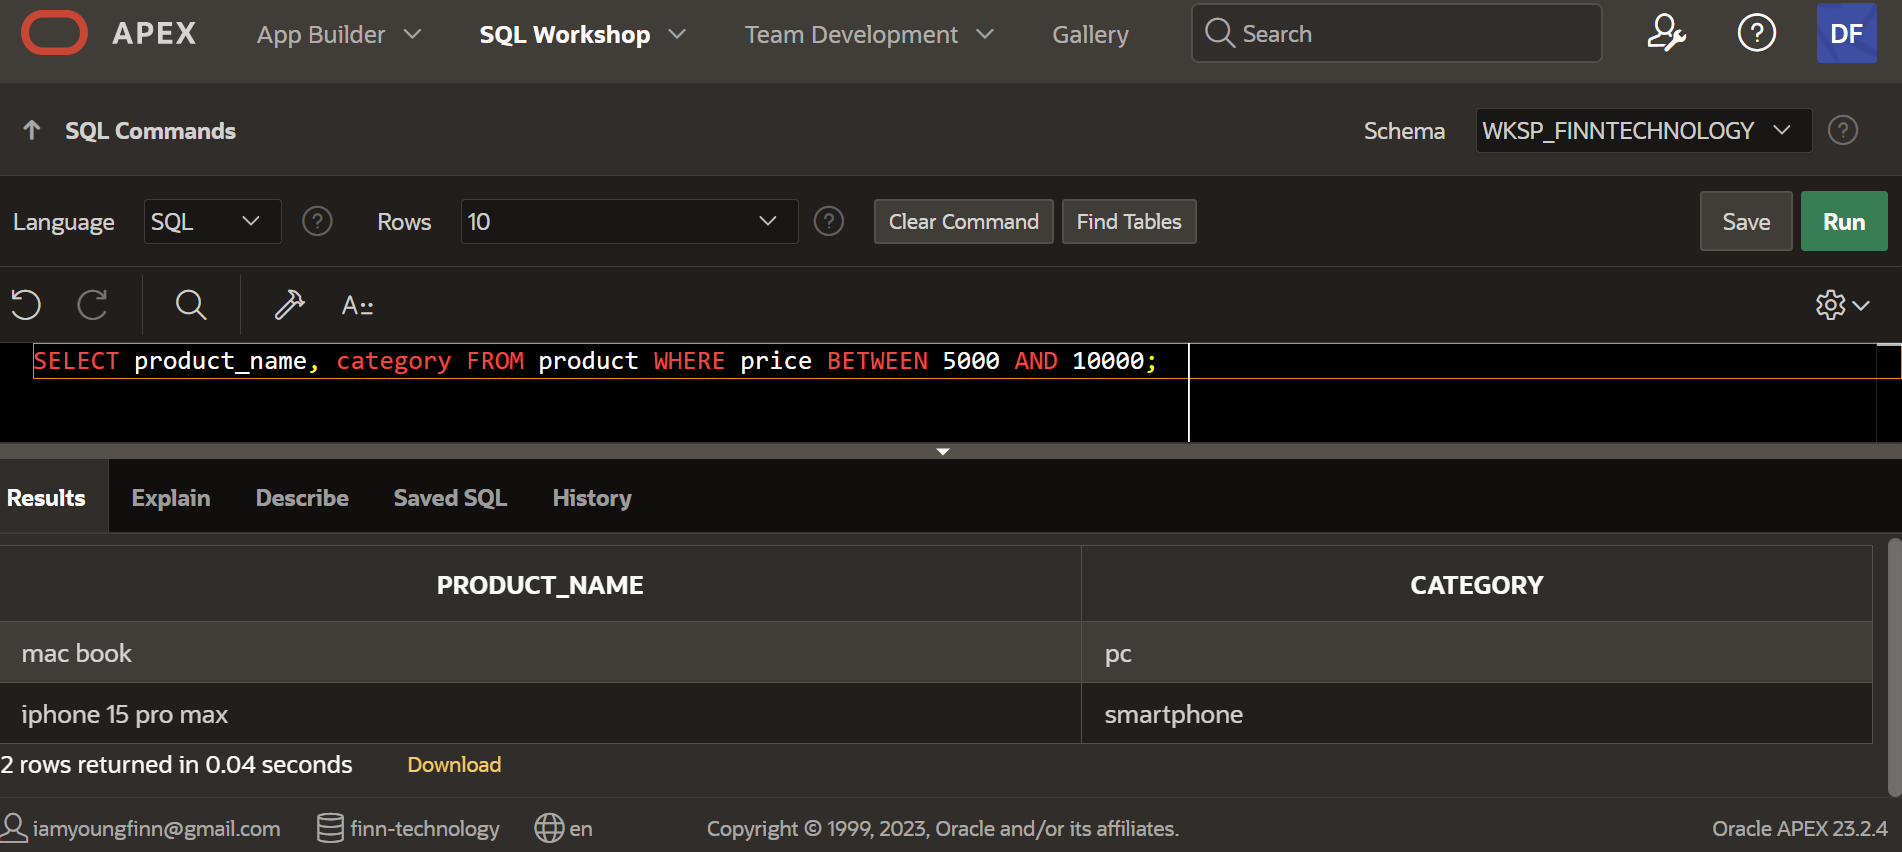 APEX App Builder SQL Workshop Team Development Gallery Search DF
SQL Commands Schema WKSP_FINNTECHNOLOGY ?
Language SQL ? Rows 10 ? Clear Command Find Tables Save Run
A::
SELECT product_name, category FROM product WHERE price BETWEEN 5000 AND 10000;
Results Explain Describe Saved SQL History
PRODUCT_NAME CATEGORY
mac book pc
iphone 15 pro max smartphone
2 rows returned in 0.04 seconds Download
iamyoungfinn@gmail.com finn-technology en Copyright © 1999, 2023, Oracle and/or its affiliates. Oracle APEX 23.2.4